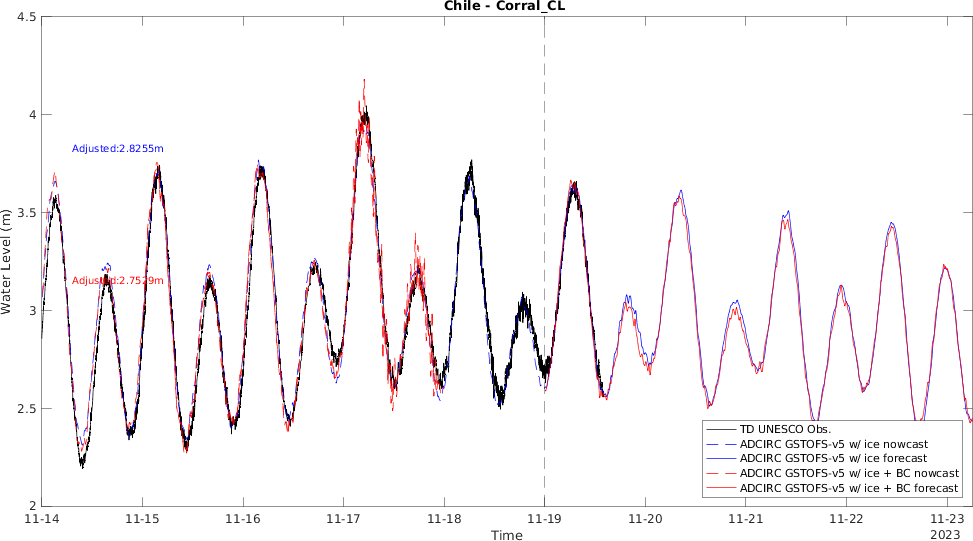 Chile - Corral_CL
4.5
4
3.5
3
2.5
2
Water Level (m)
Adjusted:2.8255m
Adjusted:2.7529m
TD UNESCO Obs.
ADCIRC GSTOFS-v5 w/ ice nowcast
ADCIRC GSTOFS-v5 w/ ice forecast
ADCIRC GSTOFS-v5 w/ ice + BC nowcast
ADCIRC GSTOFS-v5 w/ ice + BC forecast
11-14 11-15 11-16 11-17 11-18 11-19 11-20 11-21 11-22 11-23
2023
Time